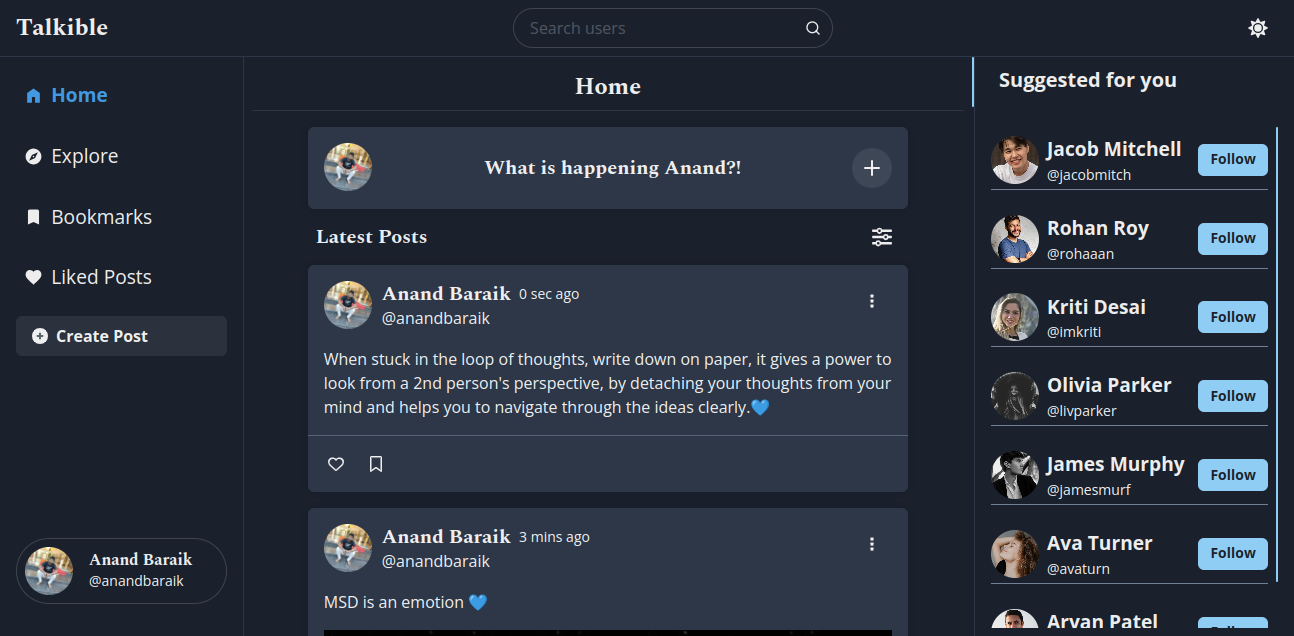 Talkible
Search users
Home
Explore
Bookmarks
Liked Posts
Create Post
Anand Baraik
@anandbaraik
Home
What is happening Anand?!
Latest Posts
Anand Baraik 0 sec ago
@anandbaraik
When stuck in the loop of thoughts, write down on paper, it gives a power to
look from a 2nd person's perspective, by detaching your thoughts from your
mind and helps you to navigate through the ideas clearly.💙
Anand Baraik 3 mins ago
@anandbaraik
MSD is an emotion 💙
Suggested for you
Jacob Mitchell
@jacobmitch
Follow
Rohan Roy
@rohaaan
Follow
Kriti Desai
@imkriti
Follow
Olivia Parker
@livparker
Follow
James Murphy
@jamesmurf
Follow
Ava Turner
@avaturn
Follow
Aryan Patel
Follow